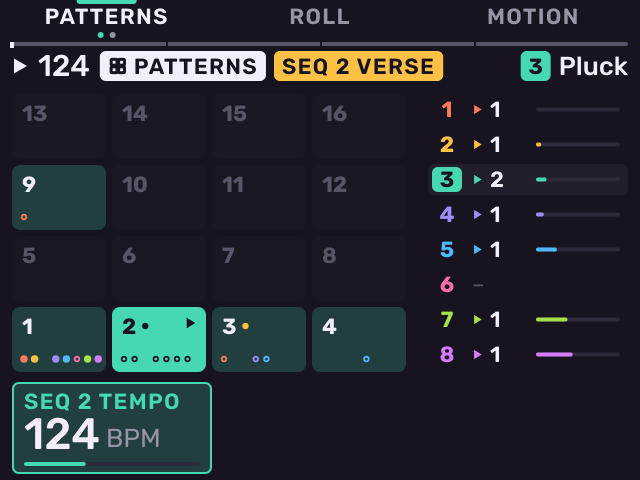 PATTERNS ROLL MOTION
124 PATTERNS SEQ 2 VERSE 3 Pluck
13 14 15 16
9 10 11 12
5 6 7 8
1 2 3 4
1 1
2 1
3 2
4 1
5 1
6 –
7 1
8 1
SEQ 2 TEMPO
124 BPM